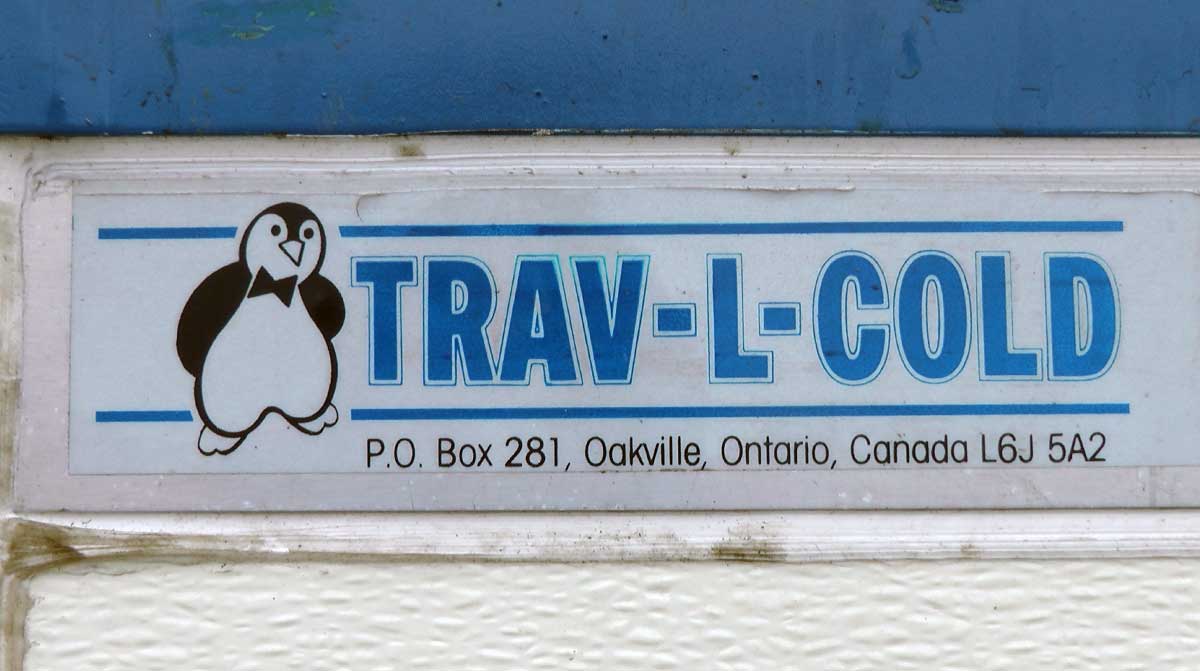 TRAV-L-COLD
P.O. Box 281, Oakville, Ontario, Canada L6J 5A2